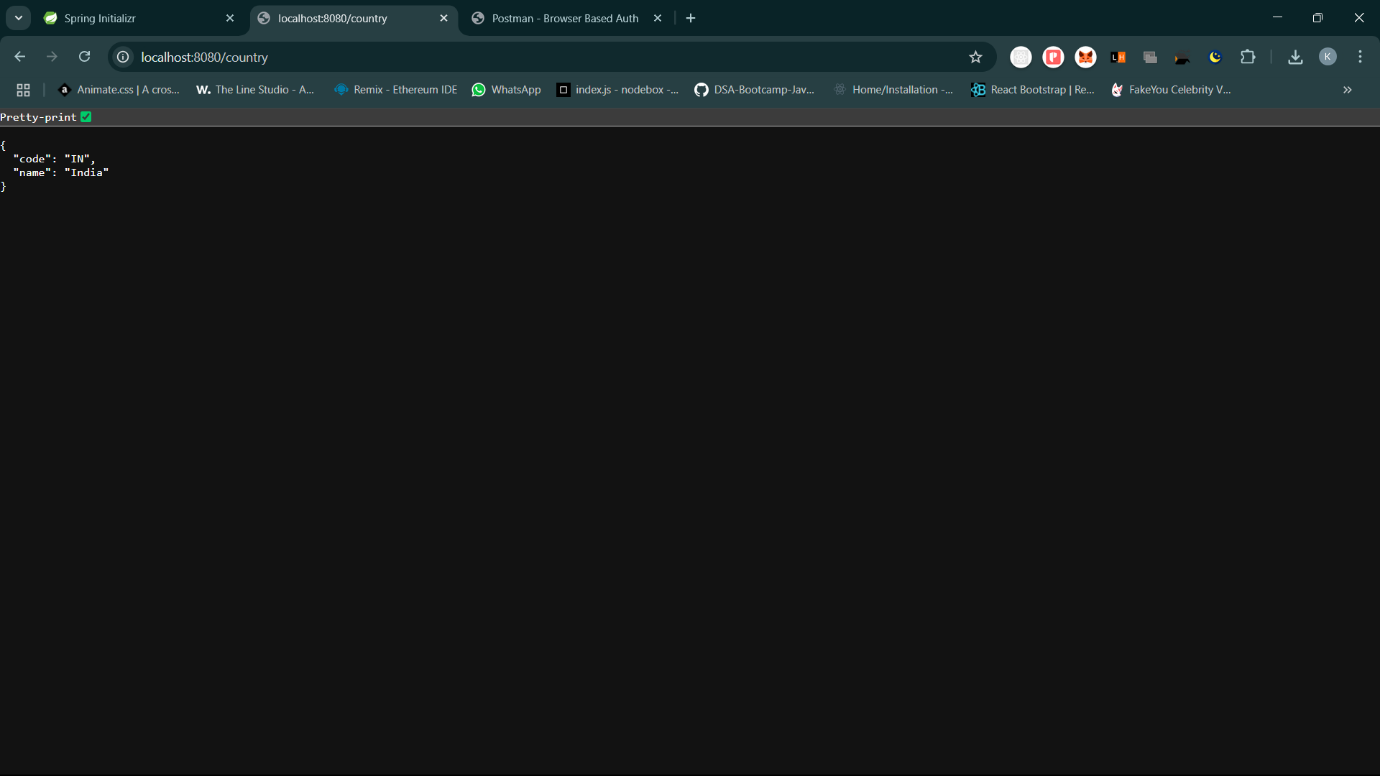 Spring Initializr
localhost:8080/country
Postman - Browser Based Auth
localhost:8080/country
K
a Animate.css | A cros...
W. The Line Studio - A...
Remix - Ethereum IDE
WhatsApp
index.js - nodebox -...
DSA-Bootcamp-Jav...
Home/Installation -...
React Bootstrap | Re...
FakeYou Celebrity V...
Pretty-print
{
"code": "IN",
"name": "India"
}